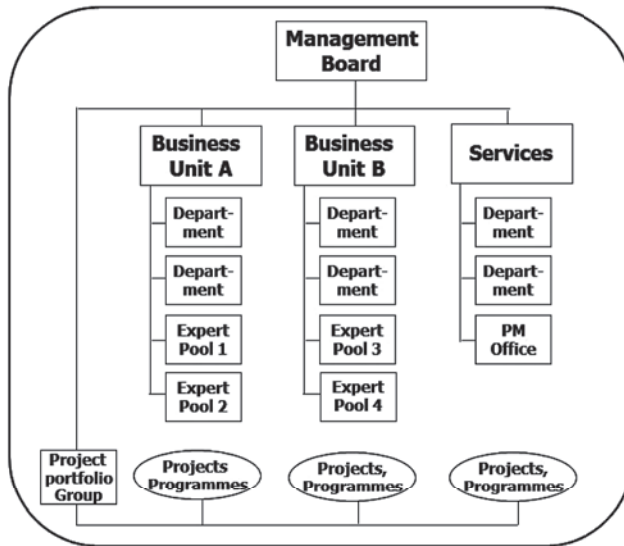 Management
Board
Business
Unit A
Business
Unit B
Services
Depart-
ment
Depart-
ment
Depart-
ment
Depart-
ment
Depart-
ment
Depart-
ment
Expert
Pool 1
Expert
Pool 3
PM
Office
Expert
Pool 2
Expert
Pool 4
Project
portfolio
Group
Projects
Programmes
Projects,
Programmes
Projects,
Programmes